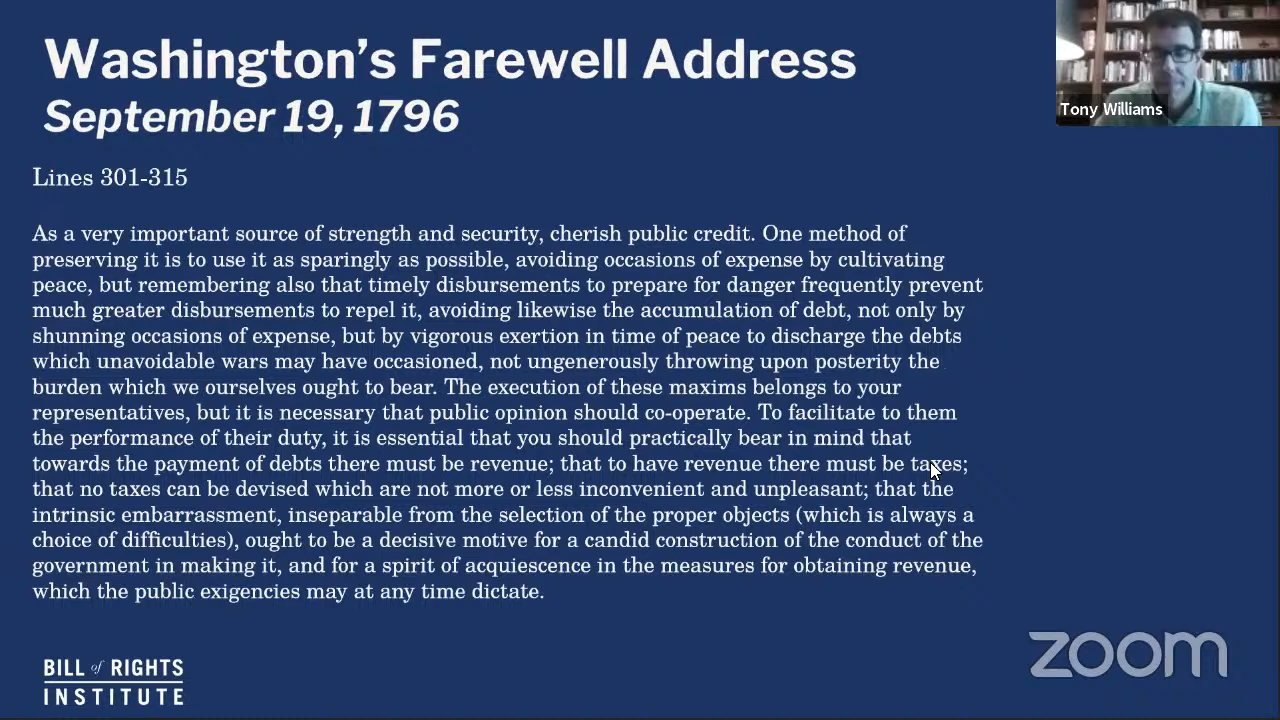 Washington's Farewell Address
September 19, 1796
Tony Williams
Lines 301-315
As a very important source of strength and security, cherish public credit. One method of
preserving it is to use it as sparingly as possible, avoiding occasions of expense by cultivating
peace, but remembering also that timely disbursements to prepare for danger frequently prevent
much greater disbursements to repel it, avoiding likewise the accumulation of debt, not only by
shunning occasions of expense, but by vigorous exertion in time of peace to discharge the debts
which unavoidable wars may have occasioned, not ungenerously throwing upon posterity the
burden which we ourselves ought to bear. The execution of these maxims belongs to your
representatives, but it is necessary that public opinion should co-operate. To facilitate to them
the performance of their duty, it is essential that you should practically bear in mind that
towards the payment of debts there must be revenue; that to have revenue there must be taxes;
that no taxes can be devised which are not more or less inconvenient and unpleasant; that the
intrinsic embarrassment, inseparable from the selection of the proper objects (which is always a
choice of difficulties), ought to be a decisive motive for a candid construction of the conduct of the
government in making it, and for a spirit of acquiescence in the measures for obtaining revenue,
which the public exigencies may at any time dictate.
BILL of RIGHTS
INSTITUTE
zoom